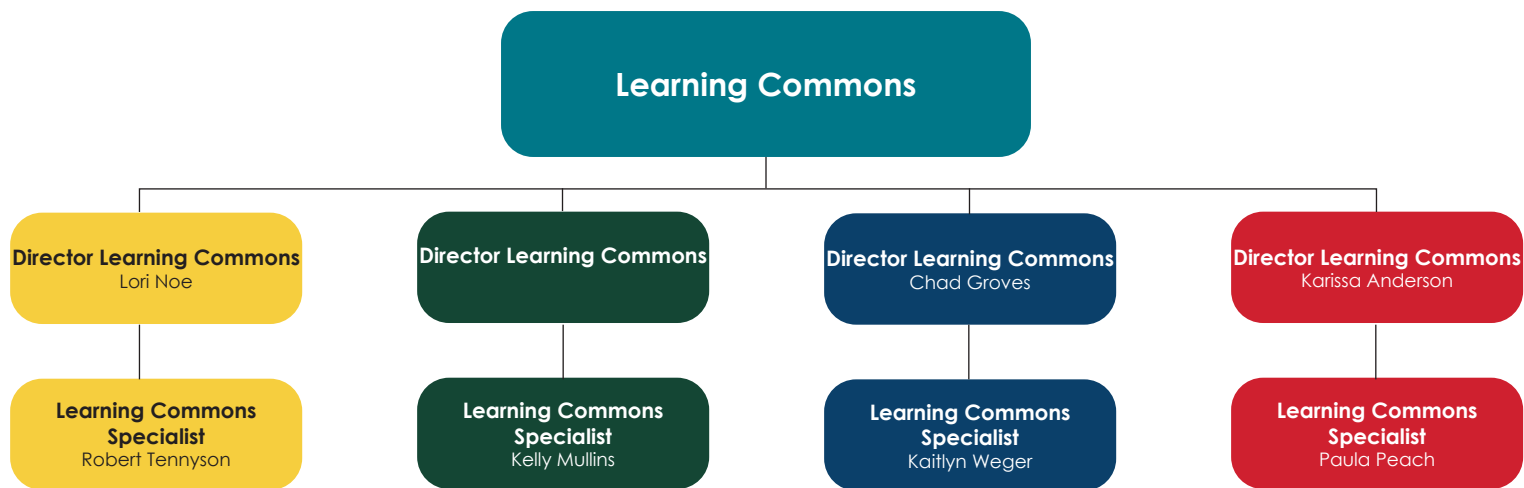 Learning Commons
Director Learning Commons
Lori Noe
Director Learning Commons
Director Learning Commons
Chad Groves
Director Learning Commons
Karissa Anderson
Learning Commons
Specialist
Robert Tennyson
Learning Commons
Specialist
Kelly Mullins
Learning Commons
Specialist
Kaitlyn Weger
Learning Commons
Specialist
Paula Peach